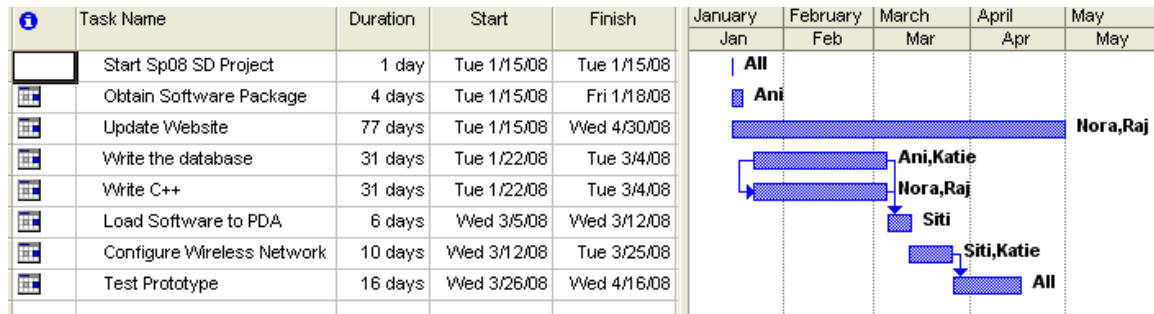 Task Name Duration Start Finish January February March April May
Jan Feb Mar Apr May
Start Sp08 SD Project 1 day Tue 1/15/08 Tue 1/15/08 All
Obtain Software Package 4 days Tue 1/15/08 Fri 1/18/08 Ani
Update Website 77 days Tue 1/15/08 Wed 4/30/08 Nora,Raj
Write the database 31 days Tue 1/22/08 Tue 3/4/08 Ani,Katie
Write C++ 31 days Tue 1/22/08 Tue 3/4/08 Nora,Raj
Load Software to PDA 6 days Wed 3/5/08 Wed 3/12/08 Siti
Configure Wireless Network 10 days Wed 3/12/08 Tue 3/25/08 Siti,Katie
Test Prototype 16 days Wed 3/26/08 Wed 4/16/08 All